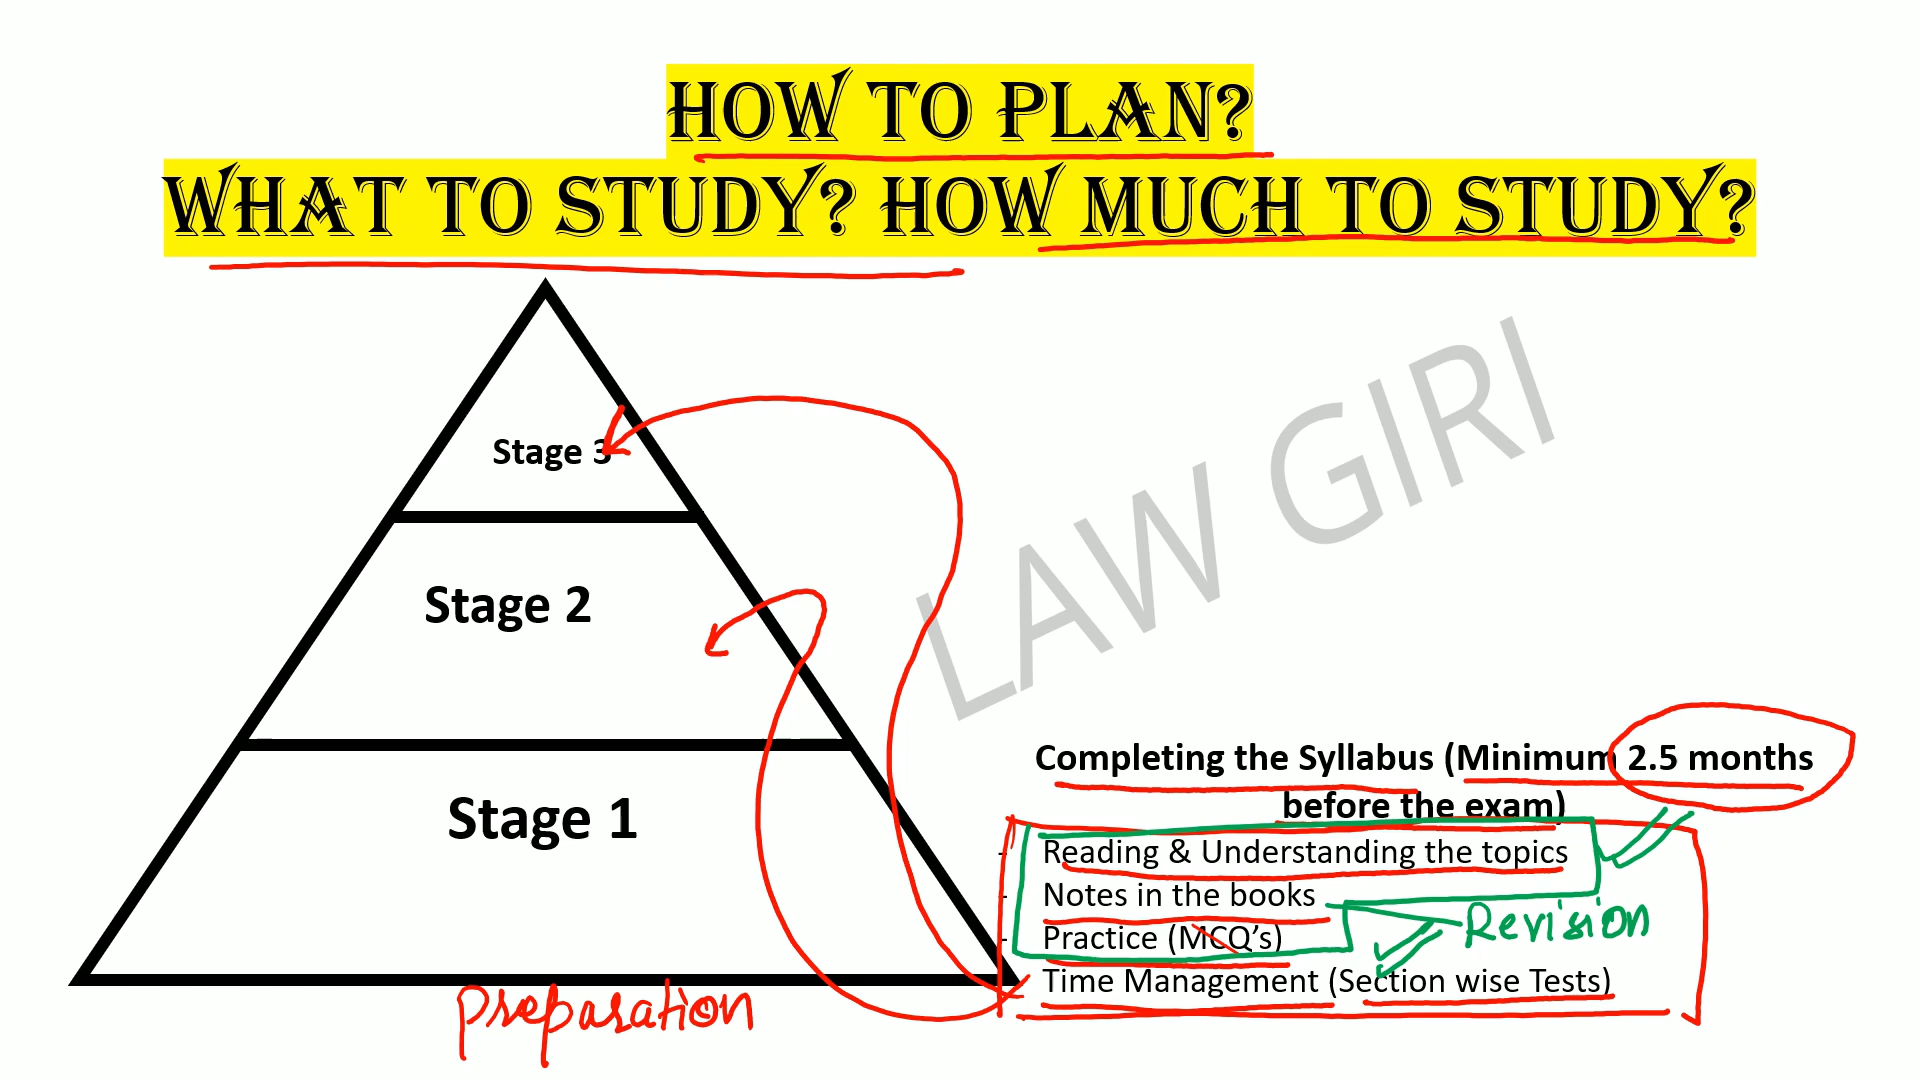 HOW TO PLAN?
WHAT TO STUDY? HOW MUCH TO STUDY?
LAW GIRI
Stage 3
Stage 2
Stage 1
Completing the Syllabus (Minimum 2.5 months
before the exam)
- Reading & Understanding the topics
- Notes in the books
Revision
- Practice (MCQ's)
- Time Management (Section wise Tests)
Preparation